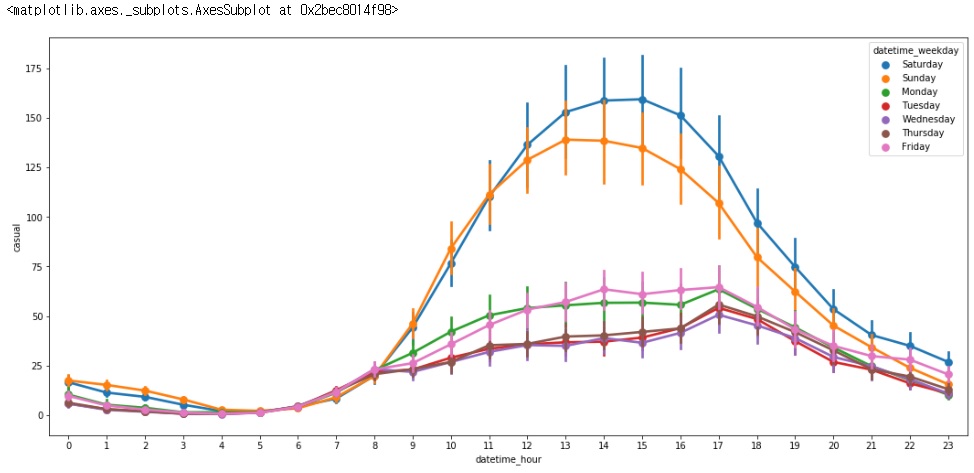 <matplotlib.axes._subplots.AxesSubplot at 0x2bec8014f98>
datetime_weekday
Saturday
Sunday
Monday
Tuesday
Wednesday
Thursday
Friday
175
150
125
100
75
50
25
0
casual
0 1 2 3 4 5 6 7 8 9 10 11 12 13 14 15 16 17 18 19 20 21 22 23
datetime_hour